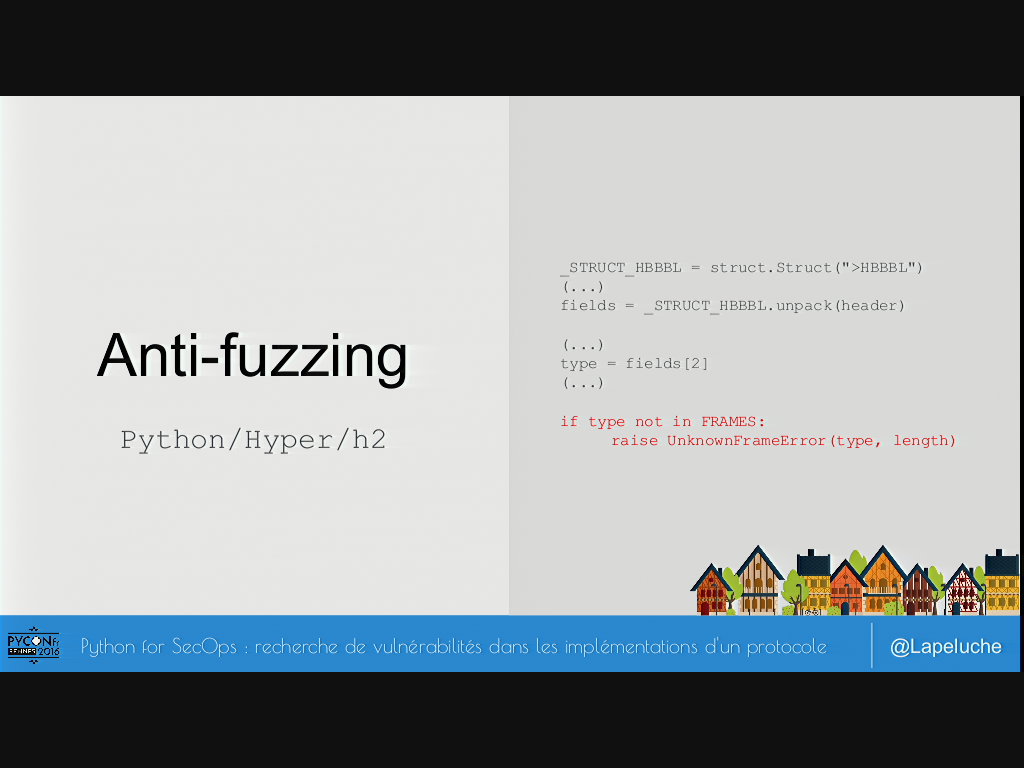 Anti-fuzzing
Python/Hyper/h2
_STRUCT_HBBBL = struct.Struct(">HBBBL")
(...)
fields = _STRUCT_HBBBL.unpack(header)
(...)
type = fields[2]
(...)
if type not in FRAMES:
raise UnknownFrameError(type, length)
PYCON.fr
RENNES 2016
Python for SecOps : recherche de vulnérabilités dans les implémentations d'un protocole
@Lapeluche